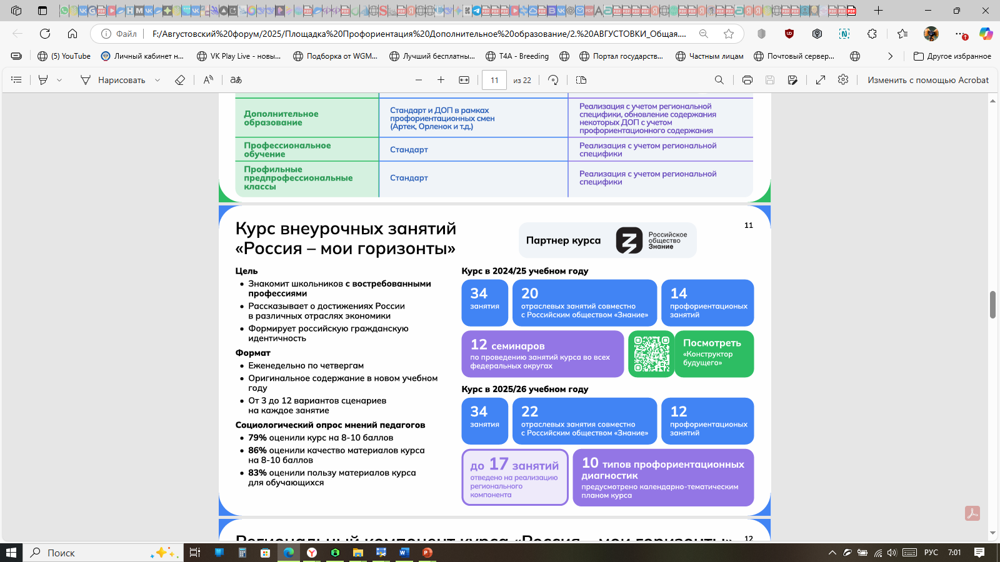 Файл
F:/Августовский%20форум/2025/Площадка%20Профориентация%20Дополнительное%20образование/2.%20АВГУСТОВКИ_Общая....
(5) YouTube
Личный кабинет н...
VK Play Live - новы...
Подборка от WGM...
Лучший бесплатны...
T4A - Breeding
Портал государств...
Частным лицам
Почтовый сервер...
Другое избранное
Нарисовать
11
из 22
Изменить с помощью Acrobat
Дополнительное
образование
Стандарт и ДОП в рамках
профориентационных смен
(Артек, Орленок и т.д.)
Реализация с учетом региональной
специфики, обновление содержания
некоторых ДОП с учетом
профориентационного содержания
Профессиональное
обучение
Стандарт
Реализация с учетом региональной
специфики
Профильные
предпрофессиональные
классы
Стандарт
Реализация с учетом региональной
специфики
Курс внеурочных занятий
«Россия – мои горизонты»
Партнер курса
Российское
общество
Знание
11
Цель
• Знакомит школьников с востребованными
профессиями
• Рассказывает о достижениях России
в различных отраслях экономики
• Формирует российскую гражданскую
идентичность
Формат
• Еженедельно по четвергам
• Оригинальное содержание в новом учебном
году
• От 3 до 12 вариантов сценариев
на каждое занятие
Социологический опрос мнений педагогов
• 79% оценили курс на 8-10 баллов
• 86% оценили качество материалов курса
на 8-10 баллов
• 83% оценили пользу материалов курса
для обучающихся
Курс в 2024/25 учебном году
34
занятия
20
отраслевых занятий совместно
с Российским обществом «Знание»
14
профориентационых
занятий
12 семинаров
по проведению занятий курса во всех
федеральных округах
Посмотреть
«Конструктор
будущего»
Курс в 2025/26 учебном году
34
занятия
22
отраслевых занятия совместно
с Российским обществом «Знание»
12
профориентационых
занятий
до 17 занятий
отведено на реализацию
регионального
компонента
10 типов профориентационных
диагностик
предусмотрено календарно-тематическим
планом курса
Региональный компонент курса «Россия – мои горизонты»
12
Поиск
РУС
7:01